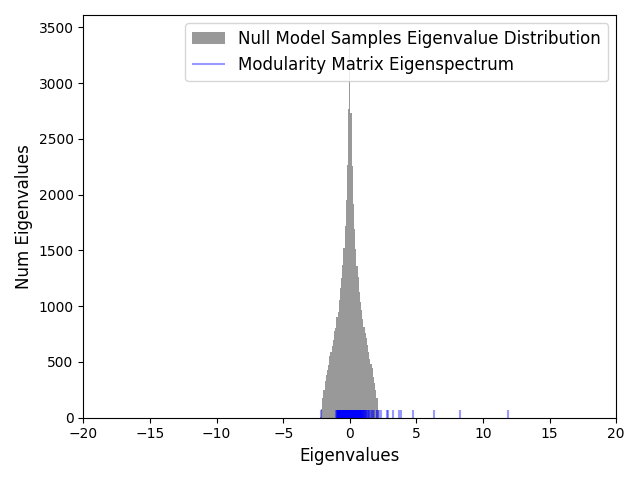 Null Model Samples Eigenvalue Distribution
Modularity Matrix Eigenspectrum
3500
3000
2500
2000
1500
1000
500
0
Num Eigenvalues
−20 −15 −10 −5 0 5 10 15 20
Eigenvalues